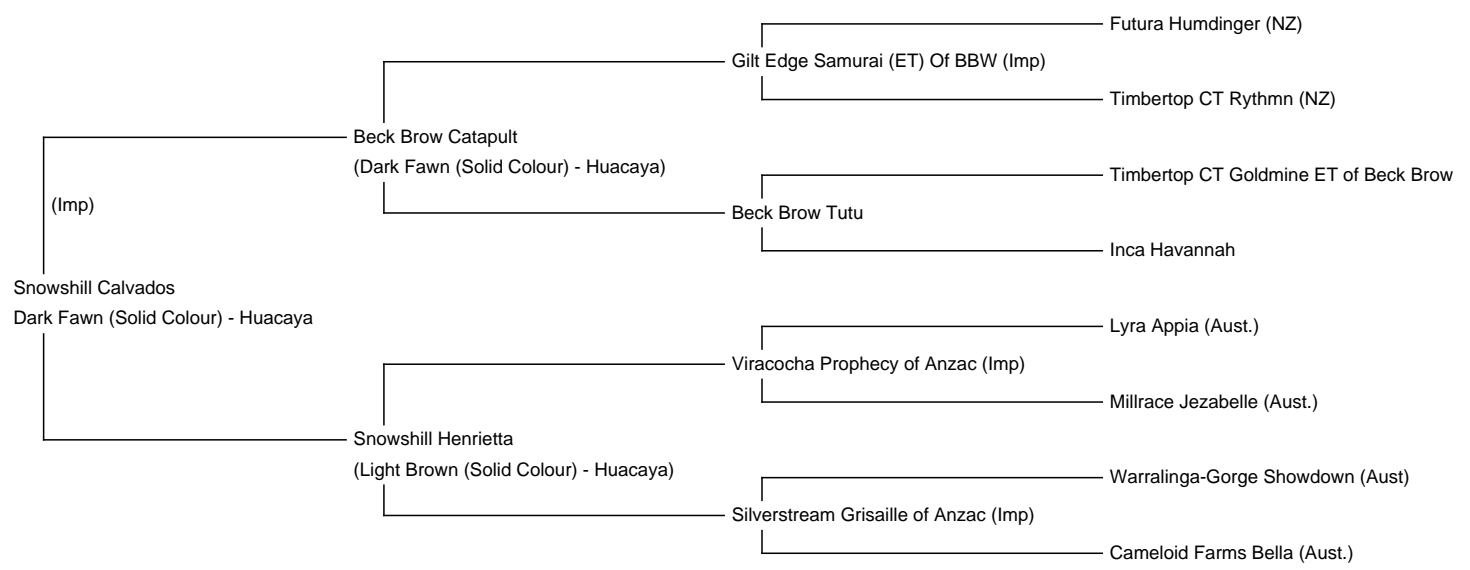 Futura Humdinger (NZ)
Gilt Edge Samurai (ET) Of BBW (Imp)
Timbertop CT Rythmn (NZ)
Beck Brow Catapult
(Dark Fawn (Solid Colour) - Huacaya)
Timbertop CT Goldmine ET of Beck Brow
(Imp)
Beck Brow Tutu
Inca Havannah
Snowshill Calvados
Dark Fawn (Solid Colour) - Huacaya
Lyra Appia (Aust.)
Viracocha Prophecy of Anzac (Imp)
Millrace Jezabelle (Aust.)
Snowshill Henrietta
(Light Brown (Solid Colour) - Huacaya)
Warralinga-Gorge Showdown (Aust)
Silverstream Grisaille of Anzac (Imp)
Cameloid Farms Bella (Aust.)